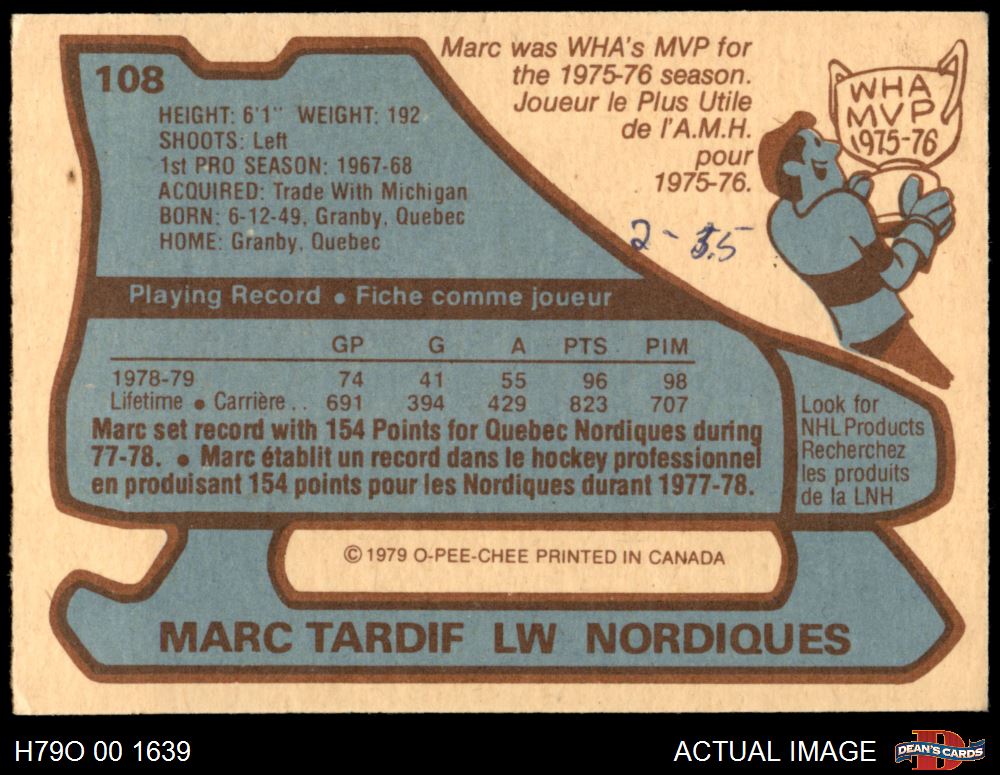 108
HEIGHT: 6'1" WEIGHT: 192
SHOOTS: Left
1st PRO SEASON: 1967-68
ACQUIRED: Trade With Michigan
BORN: 6-12-49, Granby, Quebec
HOME: Granby, Quebec
Marc was WHA's MVP for
the 1975-76 season.
Joueur le Plus Utile
de l'A.M.H.
pour
1975-76.
WHA
MVP
1975-76
Playing Record • Fiche comme joueur
GP G A PTS PIM
1978-79 74 41 55 96 98
Lifetime • Carrière . . 691 394 429 823 707
Marc set record with 154 Points for Quebec Nordiques during
77-78. • Marc établit un record dans le hockey professionnel
en produisant 154 points pour les Nordiques durant 1977-78.
Look for
NHL Products
Recherchez
les produits
de la LNH
© 1979 O-PEE-CHEE PRINTED IN CANADA
MARC TARDIF LW NORDIQUES
H79O 00 1639
ACTUAL IMAGE
DEAN'S CARDS